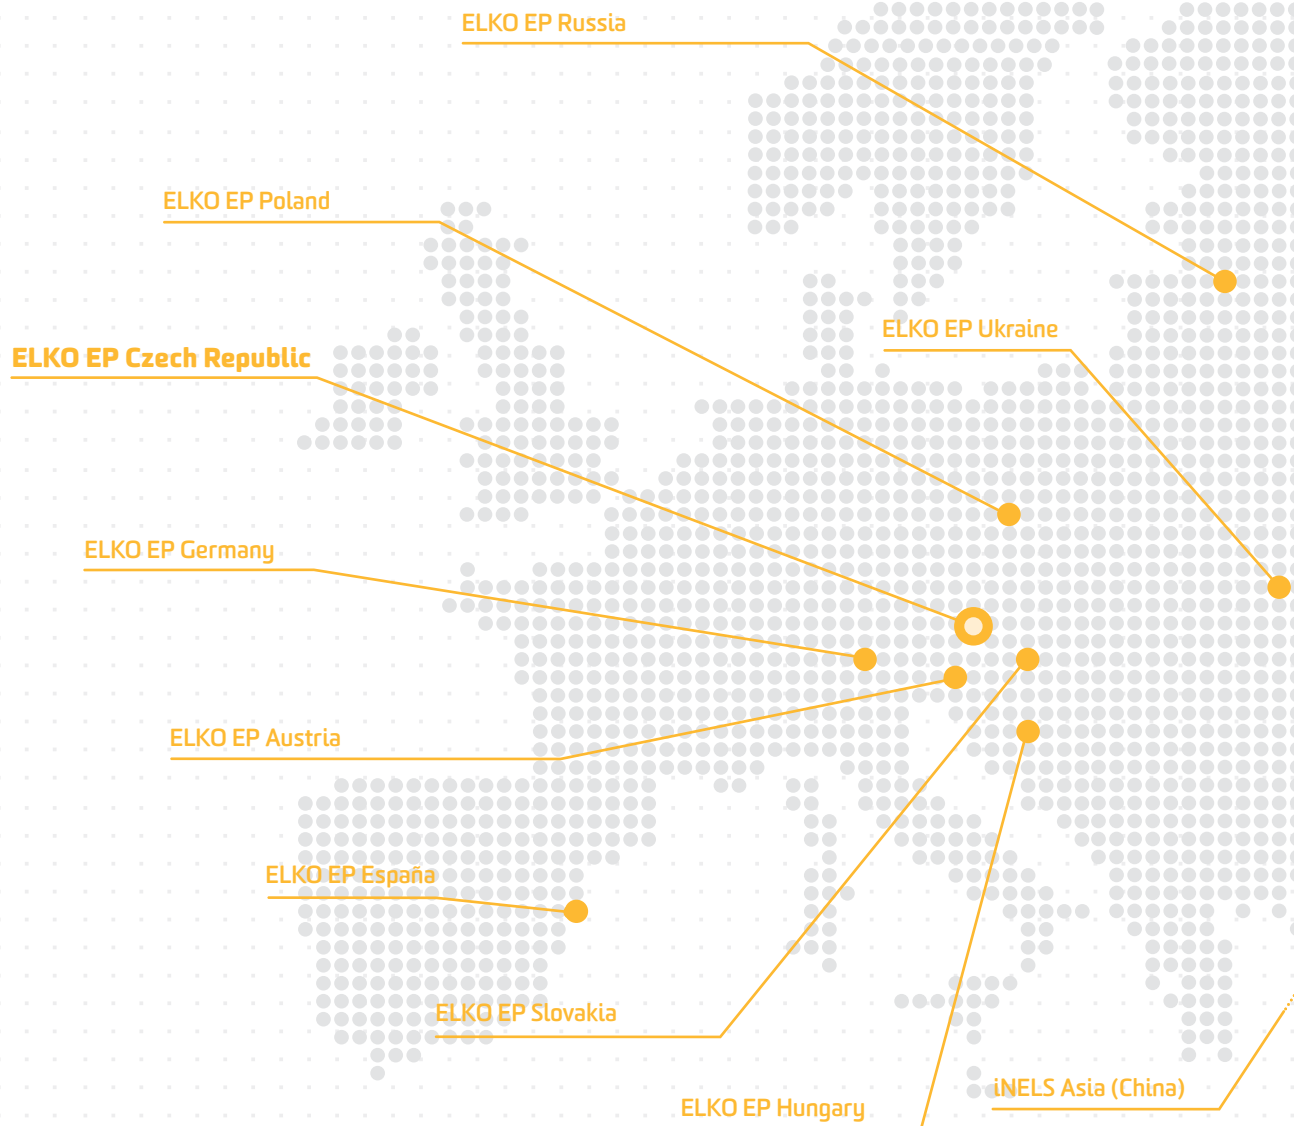 ELKO EP Russia
ELKO EP Poland
ELKO EP Ukraine
ELKO EP Czech Republic
ELKO EP Germany
ELKO EP Austria
ELKO EP España
ELKO EP Slovakia
iNELS Asia (China)
ELKO EP Hungary